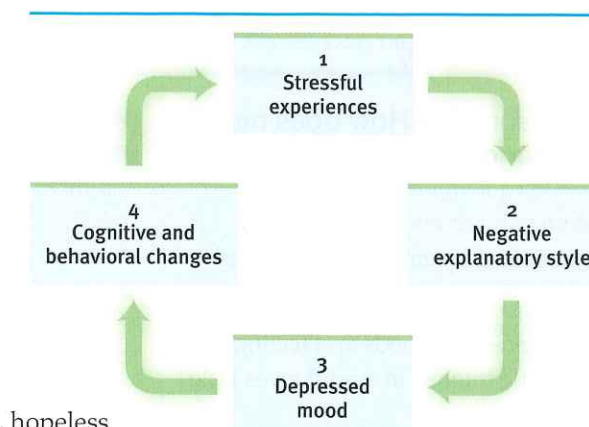 1
Stressful
experiences
4
Cognitive and
behavioral changes
2
Negative
explanatory style
3
Depressed
mood
hopeless